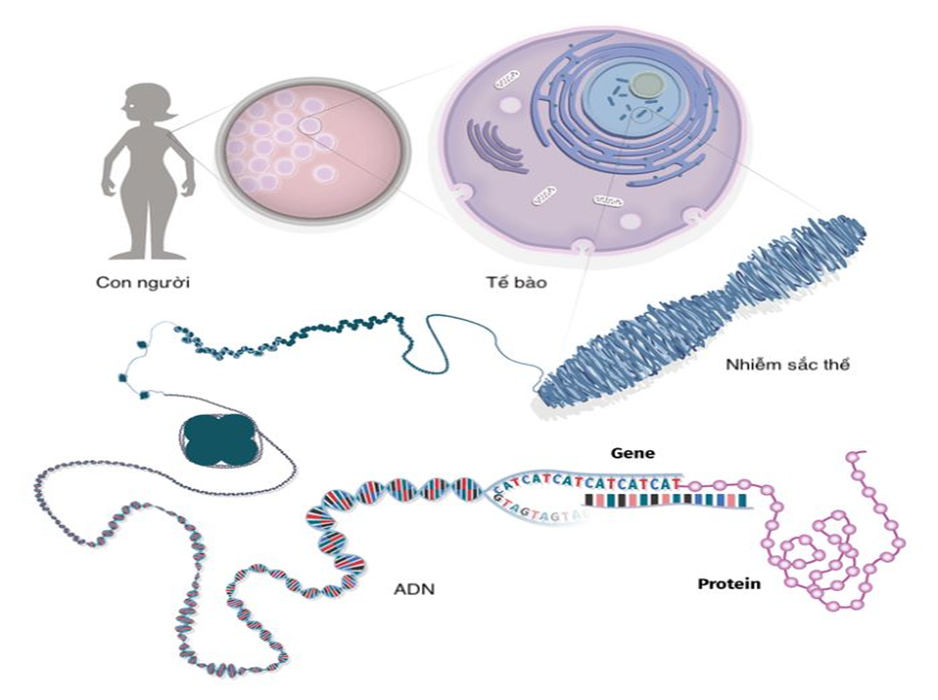 Con người
Tế bào
Nhiễm sắc thể
Gene
CATCATCATCATCATCAT
GTAGTAGTA
ADN
Protein